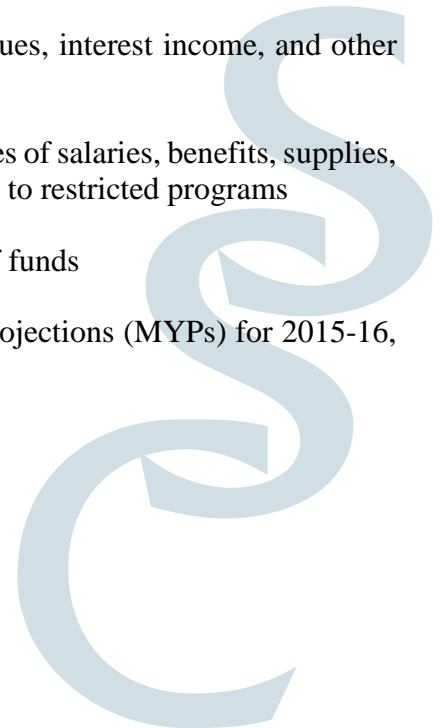 ues, interest income, and other
es of salaries, benefits, supplies,
to restricted programs
funds
ojections (MYPs) for 2015-16,
SSC